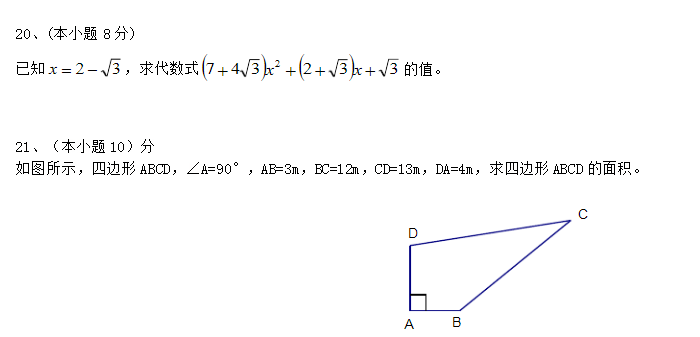 20、(本小题 8 分)
已知 x = 2 − √3 ，求代数式 (7 + 4√3)x² + (2 + √3)x + √3 的值。
21、（本小题 10）分
如图所示，四边形 ABCD，∠A=90°，AB=3m，BC=12m，CD=13m，DA=4m，求四边形 ABCD 的面积。
C
D
A B